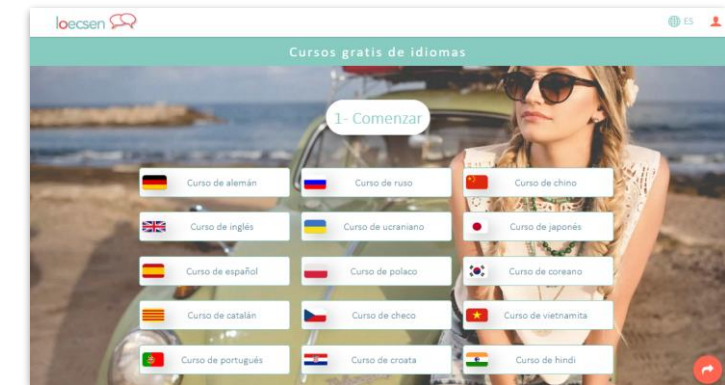 loecsen
ES
Cursos gratis de idiomas
1- Comenzar
Curso de alemán
Curso de ruso
Curso de chino
Curso de inglés
Curso de ucraniano
Curso de japonés
Curso de español
Curso de polaco
Curso de coreano
Curso de catalán
Curso de checo
Curso de vietnamita
Curso de portugués
Curso de croata
Curso de hindi